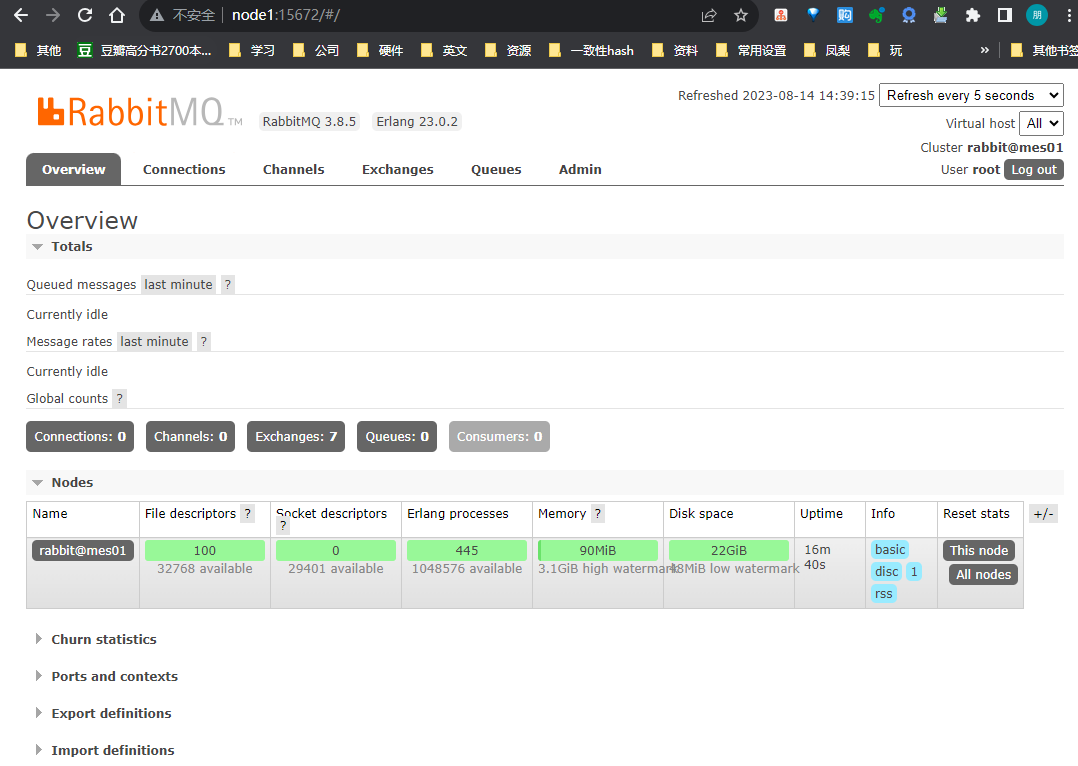 不安全 node1:15672/#/
其他 豆瓣高分书2700本... 学习 公司 硬件 英文 资源 一致性hash 资料 常用设置 凤梨 玩 » 其他书签
RabbitMQ TM RabbitMQ 3.8.5 Erlang 23.0.2
Refreshed 2023-08-14 14:39:15 Refresh every 5 seconds
Virtual host All
Cluster rabbit@mes01
User root Log out
Overview Connections Channels Exchanges Queues Admin
Overview
Totals
Queued messages last minute ?
Currently idle
Message rates last minute ?
Currently idle
Global counts ?
Connections: 0 Channels: 0 Exchanges: 7 Queues: 0 Consumers: 0
Nodes
Name File descriptors ? Socket descriptors ? Erlang processes Memory ? Disk space Uptime Info Reset stats +/-
rabbit@mes01 100 0 445 90MiB 22GiB 16m 40s basic This node
32768 available 29401 available 1048576 available 3.1GiB high watermark 48MiB low watermark disc 1 All nodes
rss
Churn statistics
Ports and contexts
Export definitions
Import definitions